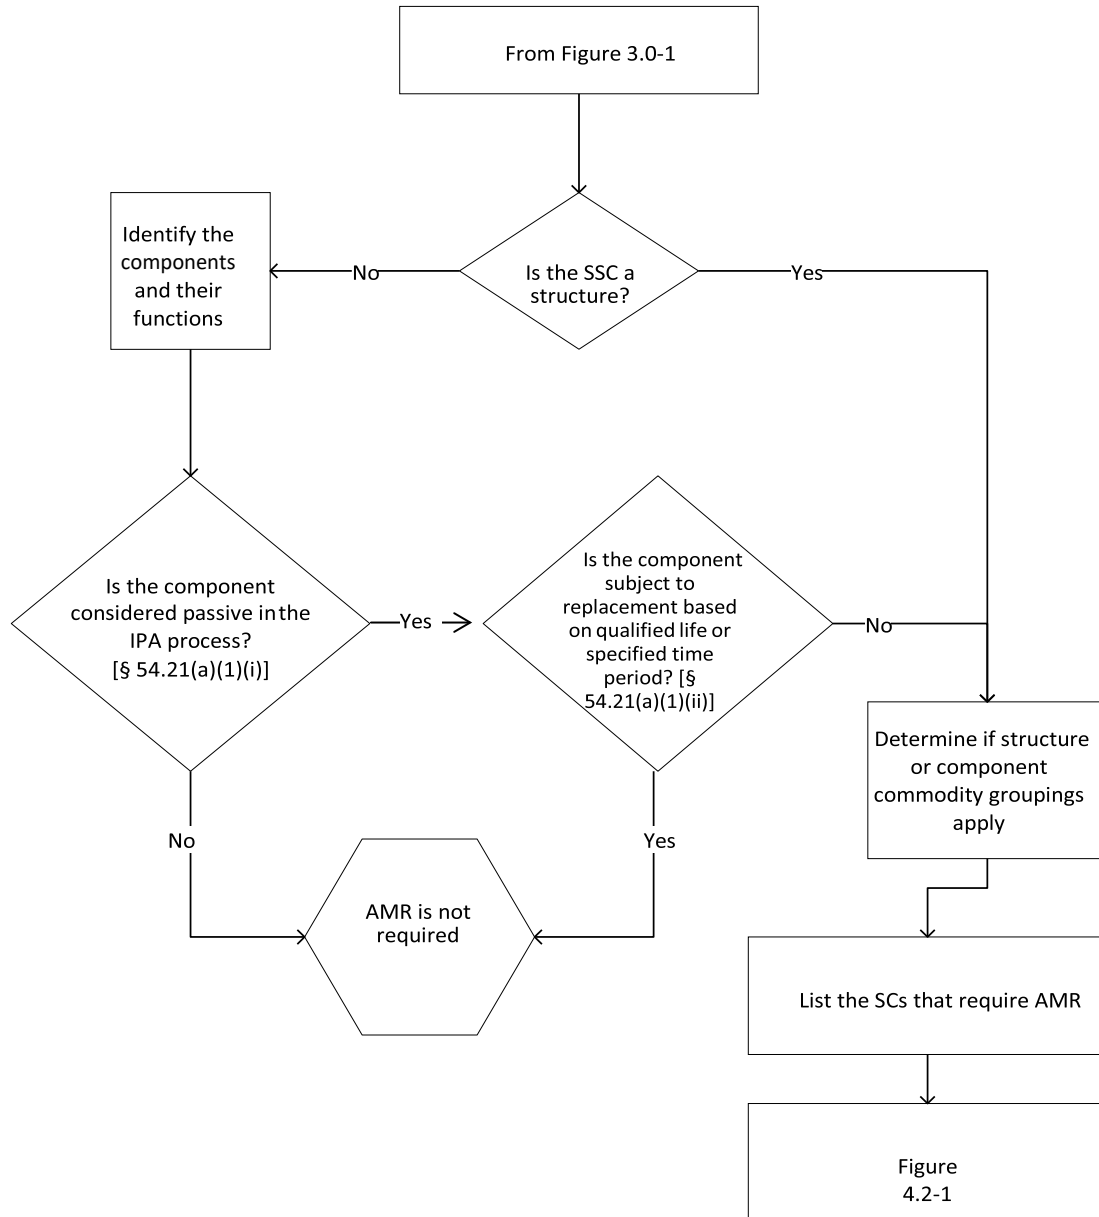 From Figure 3.0-1
Identify the
components
and their
functions
No
Is the SSC a
structure?
Yes
Is the component
considered passive in the
IPA process?
[§ 54.21(a)(1)(i)]
Yes
Is the component
subject to
replacement based
on qualified life or
specified time
period? [§
54.21(a)(1)(ii)]
No
Determine if structure
or component
commodity groupings
apply
No
AMR is not
required
Yes
List the SCs that require AMR
Figure
4.2-1